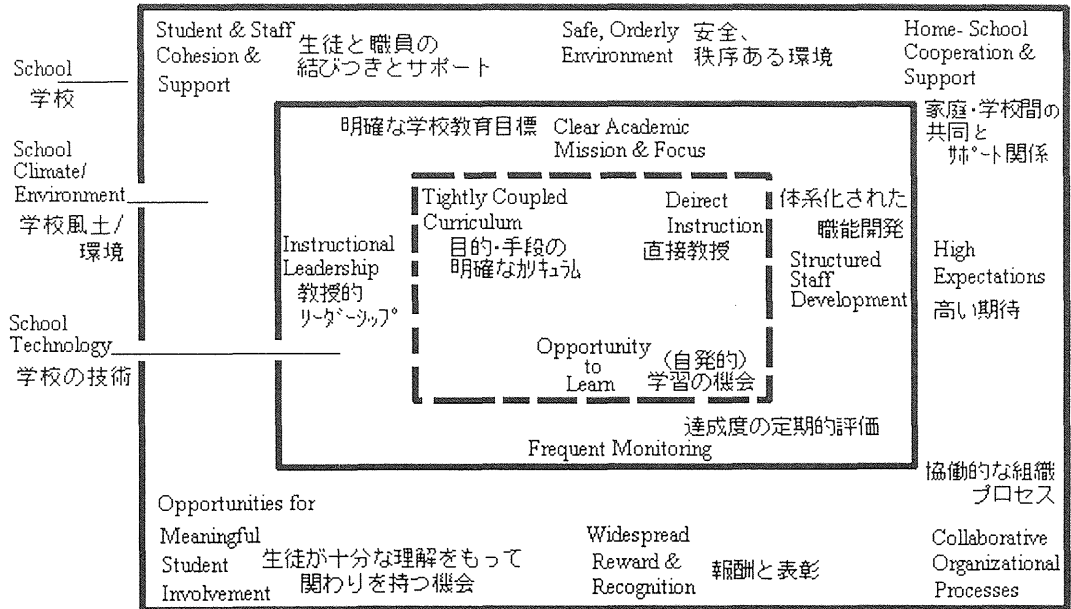 School
学校
School
Climate/
Environment
学校風土/
環境
School
Technology
学校の技術
Student & Staff
Cohesion &
Support
生徒と職員の
結びつきとサポート
Safe, Orderly
Environment
安全、
秩序ある環境
Home- School
Cooperation &
Support
家庭・学校間の
共同と
ｻﾎﾟｰﾄ関係
明確な学校教育目標
Clear Academic
Mission & Focus
Tightly Coupled
Curriculum
目的・手段の
明確なｶﾘｷｭﾗﾑ
Deirect
Instruction
直接教授
体系化された
職能開発
Structured
Staff
Development
Instructional
Leadership
教授的
ﾘｰﾀﾞｰｼｯﾌﾟ
High
Expectations
高い期待
Opportunity
to
Learn
（自発的）
学習の機会
達成度の定期的評価
Frequent Monitoring
協働的な組織
プロセス
Opportunities for
Meaningful
Student
Involvement
生徒が十分な理解をもって
関わりを持つ機会
Widespread
Reward &
Recognition
報酬と表彰
Collaborative
Organizational
Processes